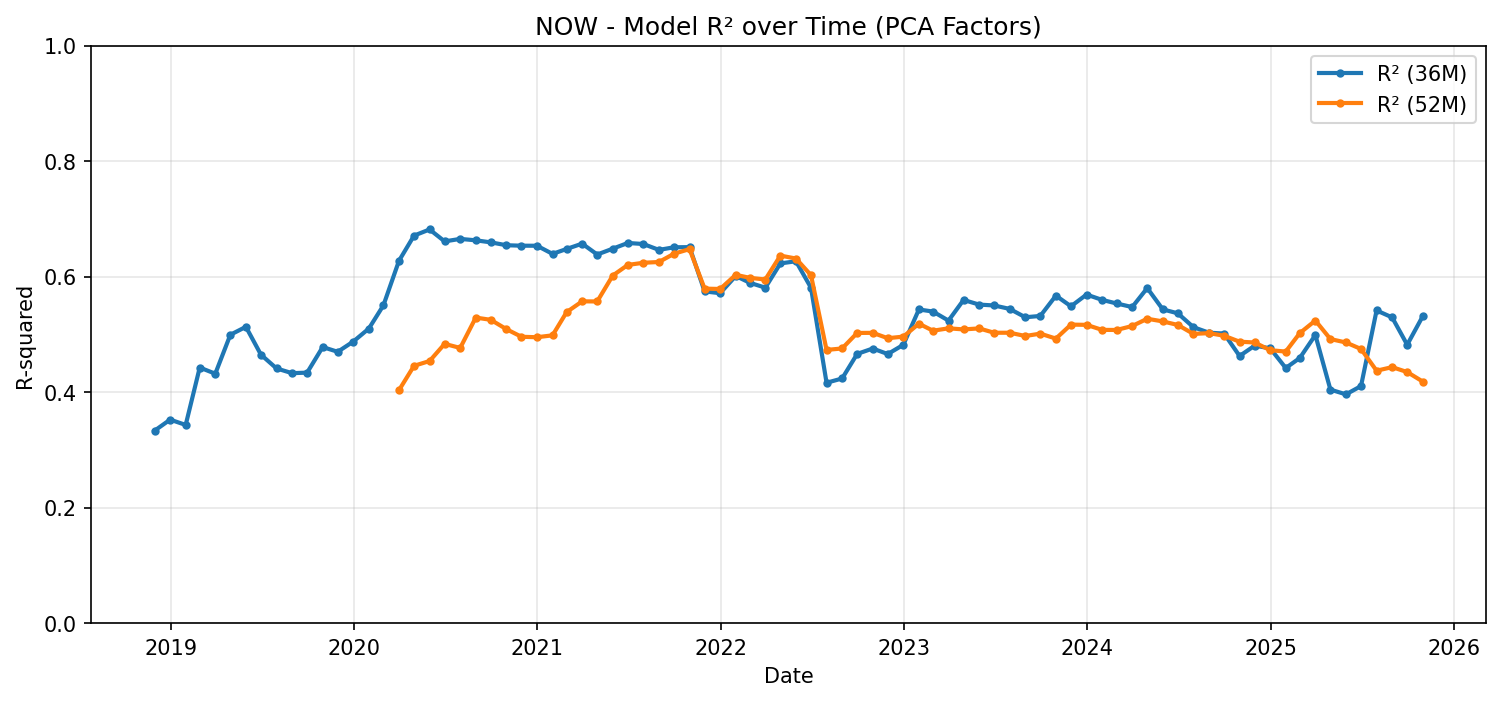 NOW - Model R² over Time (PCA Factors)
R² (36M)
R² (52M)
1.0
0.8
0.6
0.4
0.2
0.0
R-squared
2019 2020 2021 2022 2023 2024 2025 2026
Date